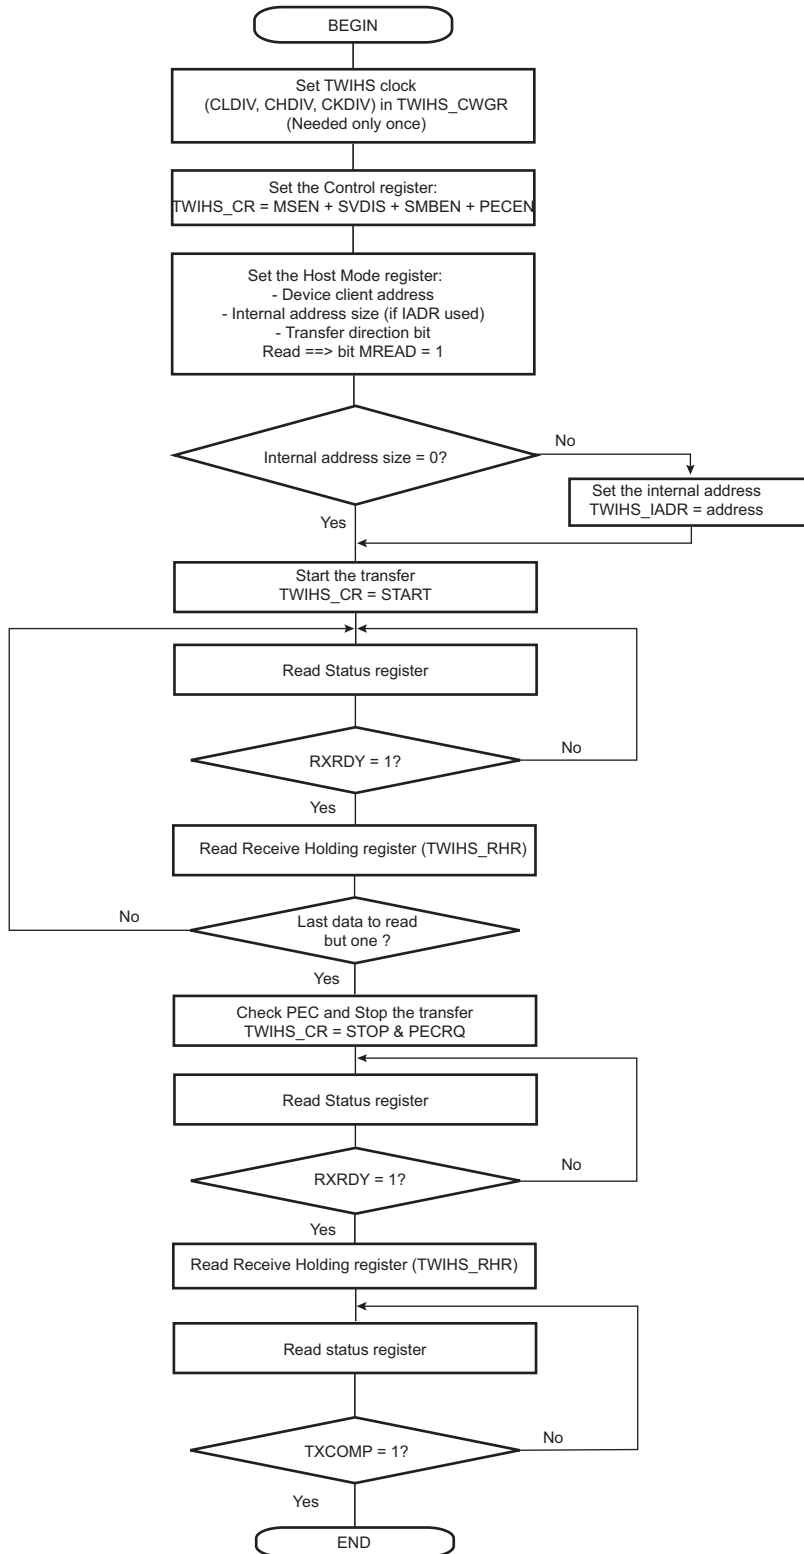 BEGIN
Set TWIHS clock
(CLDIV, CHDIV, CKDIV) in TWIHS_CWGR
(Needed only once)
Set the Control register:
TWIHS_CR = MSEN + SVDIS + SMBEN + PECEN
Set the Host Mode register:
- Device client address
- Internal address size (if IADR used)
- Transfer direction bit
Read ==> bit MREAD = 1
Internal address size = 0?
No
Set the internal address
TWIHS_IADR = address
Yes
Start the transfer
TWIHS_CR = START
Read Status register
RXRDY = 1?
No
Yes
Read Receive Holding register (TWIHS_RHR)
Last data to read
but one ?
No
Yes
Check PEC and Stop the transfer
TWIHS_CR = STOP & PECRQ
Read Status register
RXRDY = 1?
No
Yes
Read Receive Holding register (TWIHS_RHR)
Read status register
TXCOMP = 1?
No
Yes
END